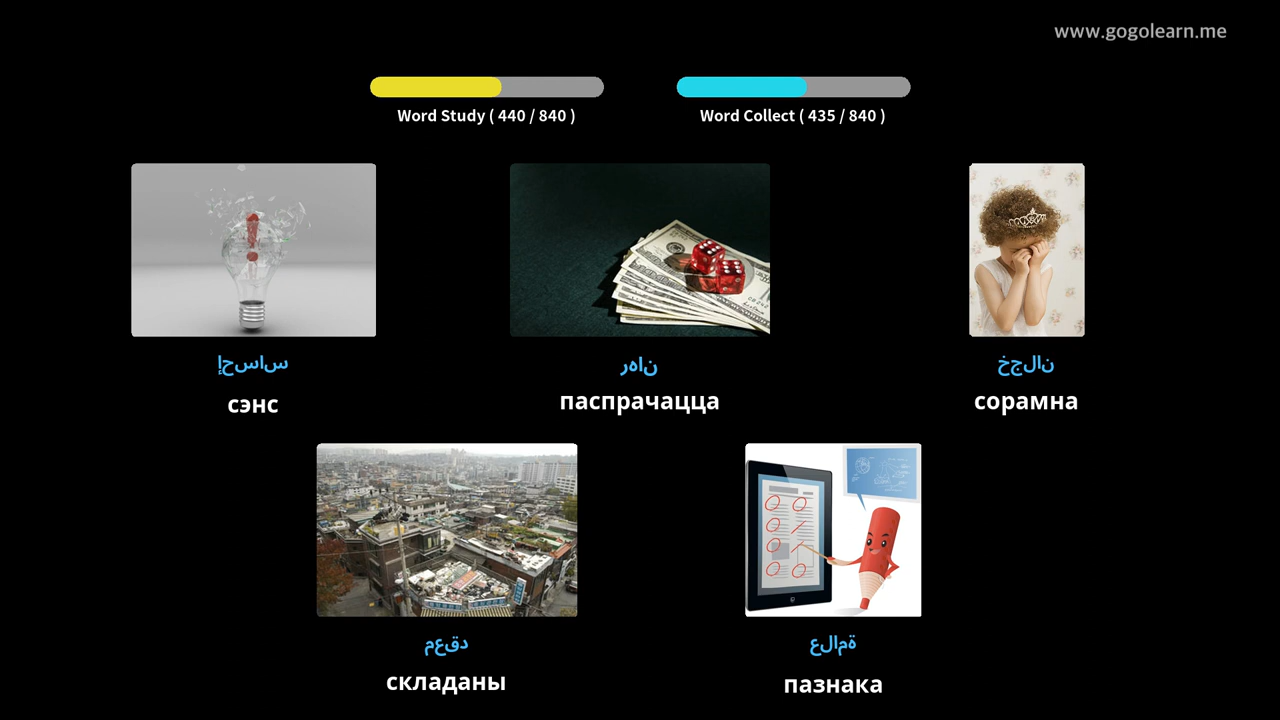 www.gogolearn.me
Word Study ( 440 / 840 )
Word Collect ( 435 / 840 )
إحساس
сэнс
رهان
паспрачацца
خجلان
сорамна
معقد
складаны
علامة
пазнака